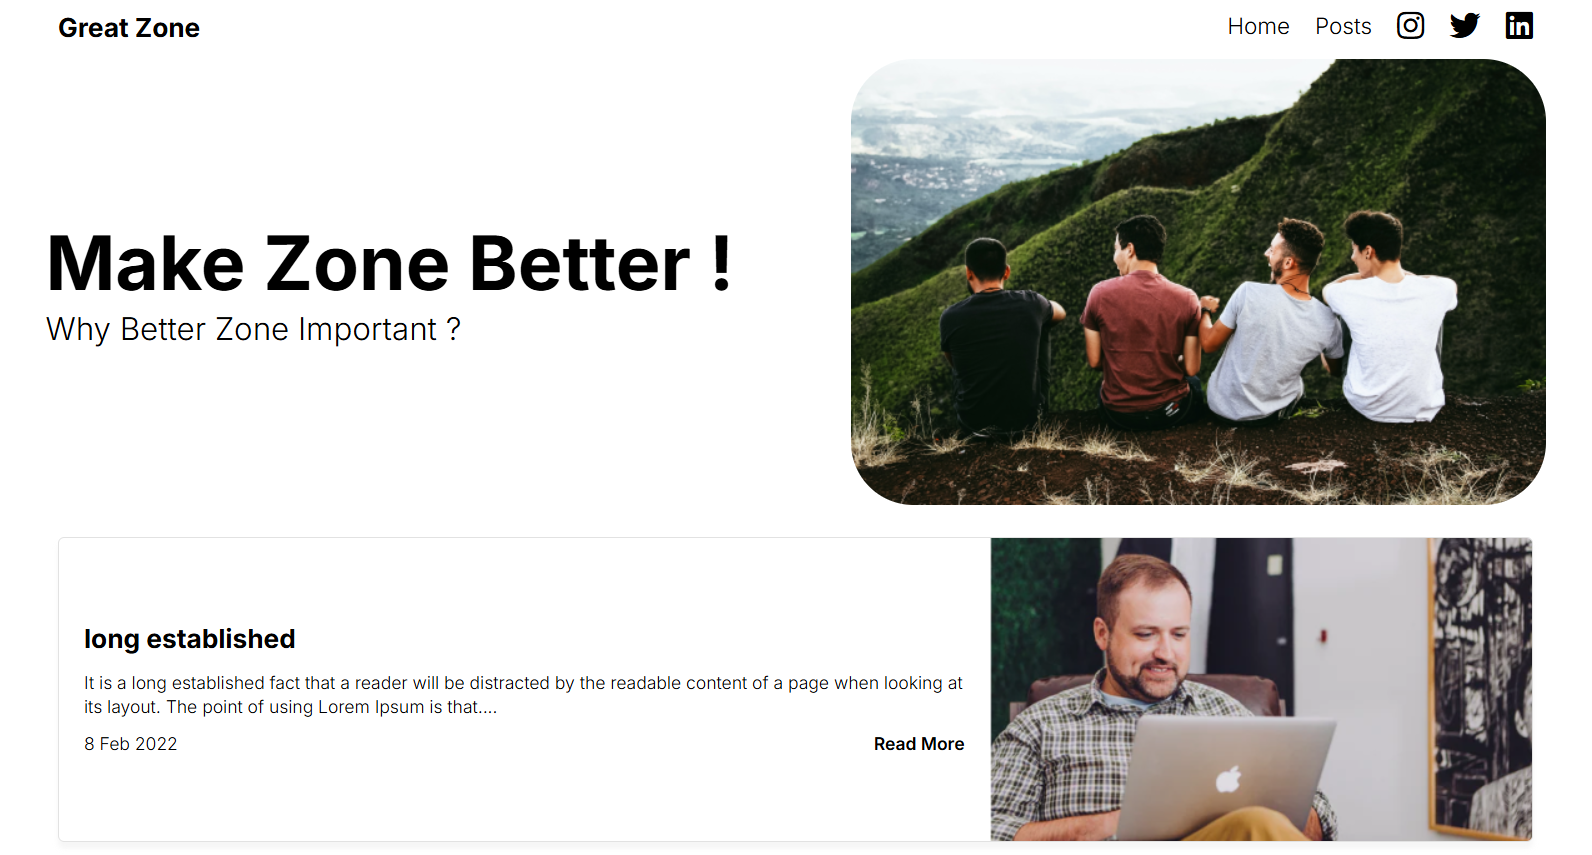 Great Zone
Home Posts
Make Zone Better !
Why Better Zone Important ?
long established
It is a long established fact that a reader will be distracted by the readable content of a page when looking at
its layout. The point of using Lorem Ipsum is that....
8 Feb 2022 Read More